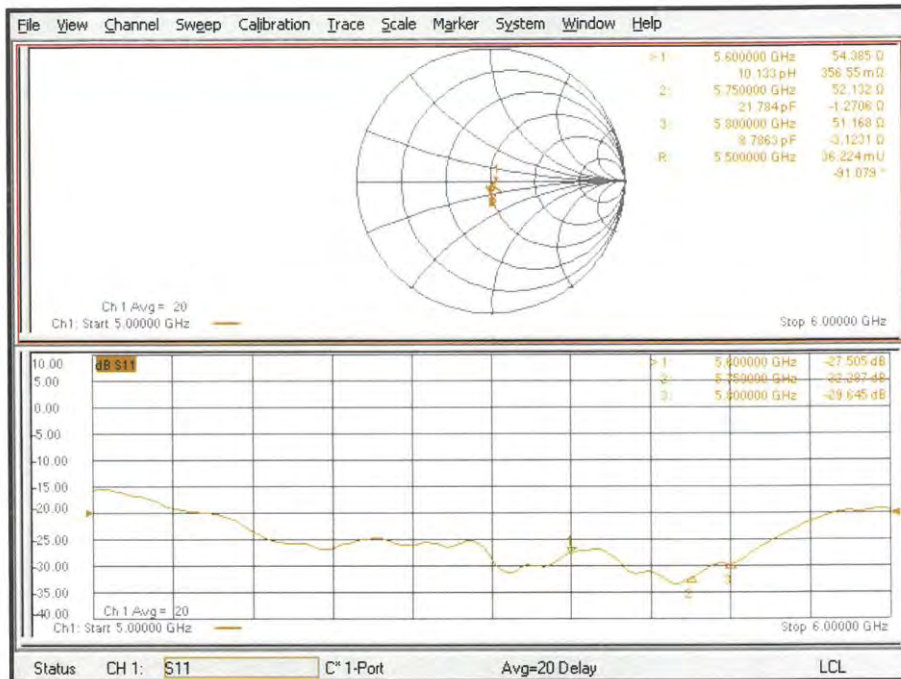 File View Channel Sweep Calibration Trace Scale Marker System Window Help
> 1: 5.600000 GHz 54.385 Ω
10.133 pH 356.55 mΩ
2: 5.750000 GHz 52.132 Ω
21.784 pF -1.2706 Ω
3: 5.800000 GHz 51.168 Ω
8.7863 pF -3.1231 Ω
R: 5.500000 GHz 36.224 mU
-91.079 °
Ch 1 Avg = 20
Ch1: Start 5.00000 GHz
Stop 6.00000 GHz
10.00
dB S11
> 1: 5.600000 GHz -27.505 dB
5.00
2: 5.750000 GHz -32.287 dB
0.00
3: 5.800000 GHz -29.645 dB
-5.00
-10.00
-15.00
-20.00
-25.00
1
-30.00
2 3
-35.00
-40.00
Ch 1 Avg = 20
Ch1: Start 5.00000 GHz
Stop 6.00000 GHz
Status CH 1: S11 C* 1-Port Avg=20 Delay LCL